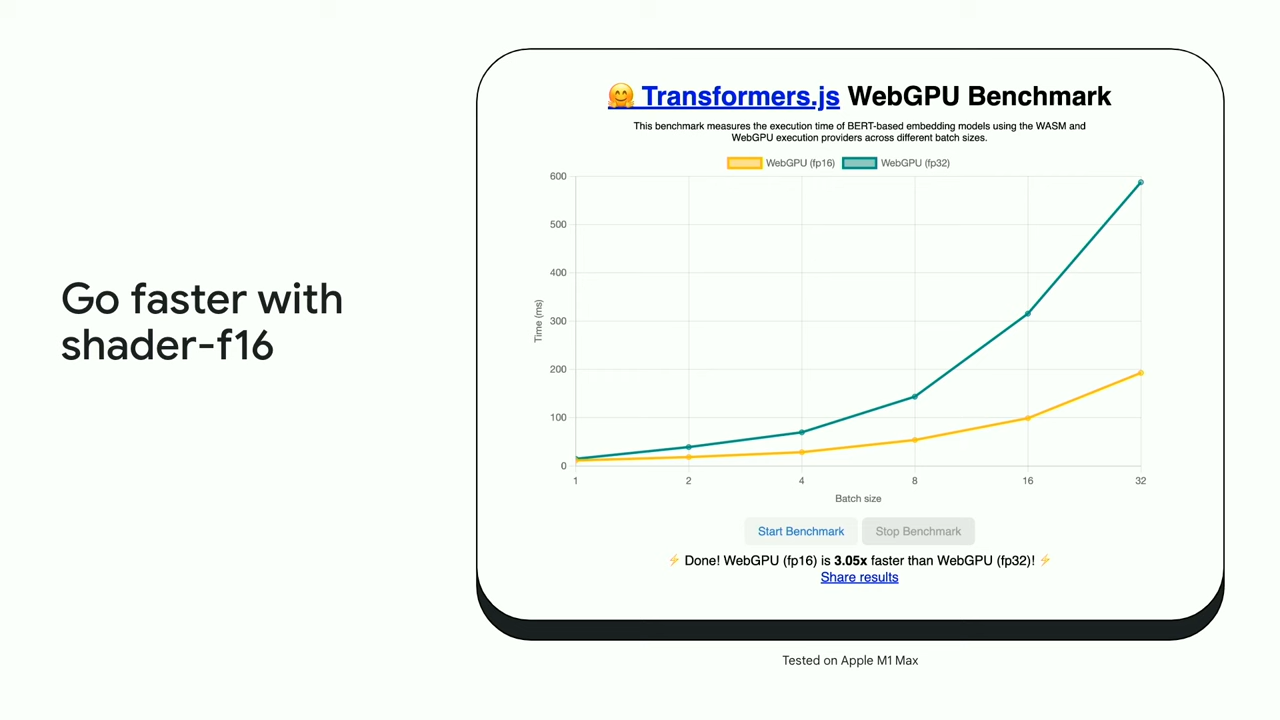 Go faster with
shader-f16
🤗 Transformers.js WebGPU Benchmark
This benchmark measures the execution time of BERT-based embedding models using the WASM and
WebGPU execution providers across different batch sizes.
WebGPU (fp16) WebGPU (fp32)
600
500
400
300
200
100
0
Time (ms)
1 2 4 8 16 32
Batch size
Start Benchmark Stop Benchmark
⚡ Done! WebGPU (fp16) is 3.05x faster than WebGPU (fp32)! ⚡
Share results
Tested on Apple M1 Max